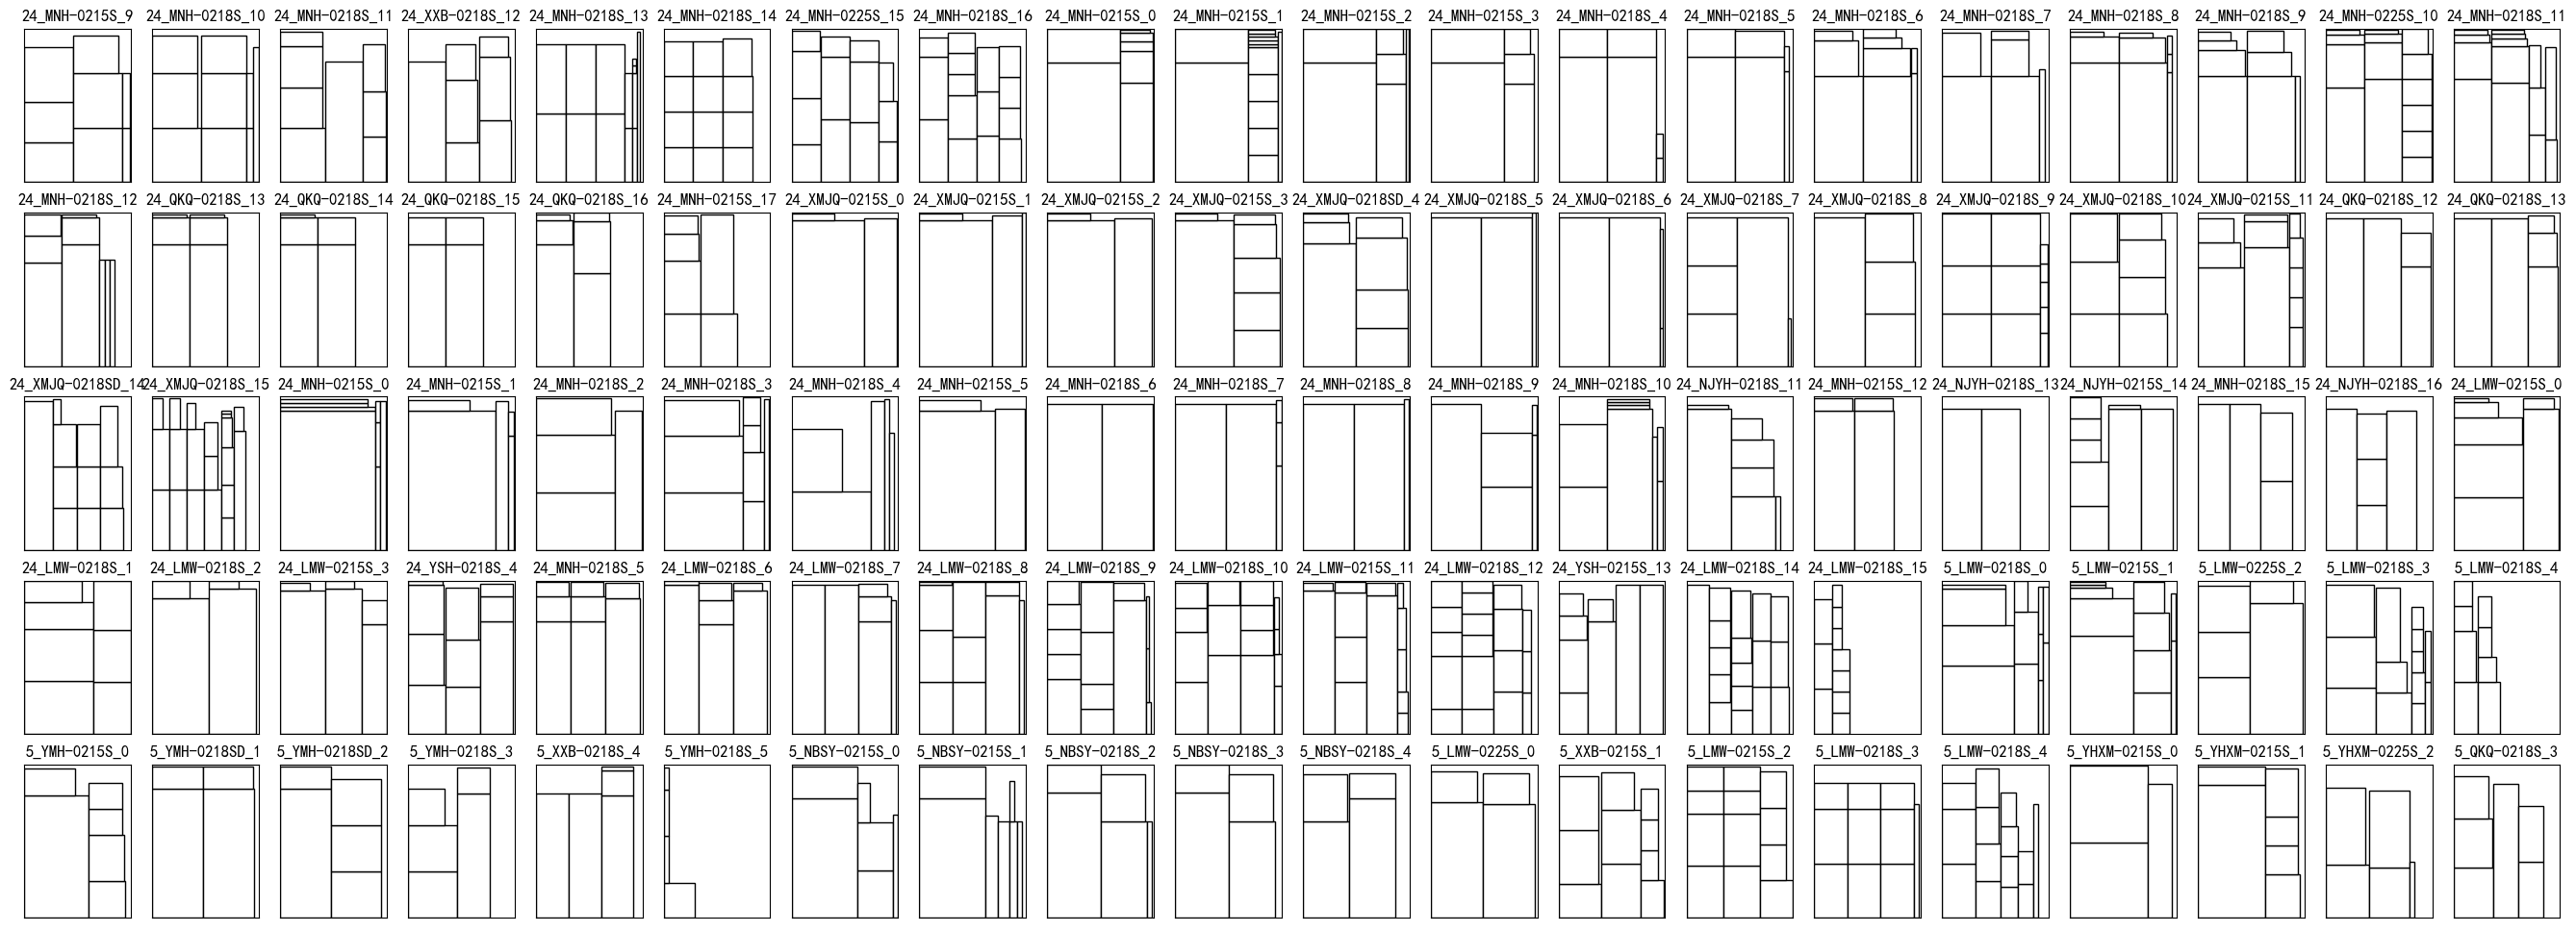 24_MNH-0215S_9 24_MNH-0218S_10 24_MNH-0218S_11 24_XXB-0218S_12 24_MNH-0218S_13 24_MNH-0218S_14 24_MNH-0225S_15 24_MNH-0218S_16 24_MNH-0215S_0 24_MNH-0215S_1 24_MNH-0215S_2 24_MNH-0215S_3 24_MNH-0218S_4 24_MNH-0218S_5 24_MNH-0218S_6 24_MNH-0218S_7 24_MNH-0218S_8 24_MNH-0218S_9 24_MNH-0225S_10 24_MNH-0218S_11
24_MNH-0218S_12 24_QKQ-0218S_13 24_QKQ-0218S_14 24_QKQ-0218S_15 24_QKQ-0218S_16 24_MNH-0215S_17 24_XMJQ-0215S_0 24_XMJQ-0215S_1 24_XMJQ-0215S_2 24_XMJQ-0215S_3 24_XMJQ-0218SD_4 24_XMJQ-0218S_5 24_XMJQ-0218S_6 24_XMJQ-0218S_7 24_XMJQ-0218S_8 24_XMJQ-0218S_9 24_XMJQ-0218S_10 24_XMJQ-0215S_11 24_QKQ-0218S_12 24_QKQ-0218S_13
24_XMJQ-0218SD_14 24_XMJQ-0218S_15 24_MNH-0215S_0 24_MNH-0215S_1 24_MNH-0218S_2 24_MNH-0218S_3 24_MNH-0218S_4 24_MNH-0215S_5 24_MNH-0218S_6 24_MNH-0218S_7 24_MNH-0218S_8 24_MNH-0218S_9 24_MNH-0218S_10 24_NJYH-0218S_11 24_MNH-0215S_12 24_NJYH-0218S_13 24_NJYH-0215S_14 24_MNH-0218S_15 24_NJYH-0218S_16 24_LMW-0215S_0
24_LMW-0218S_1 24_LMW-0218S_2 24_LMW-0215S_3 24_YSH-0218S_4 24_MNH-0218S_5 24_LMW-0218S_6 24_LMW-0218S_7 24_LMW-0218S_8 24_LMW-0218S_9 24_LMW-0218S_10 24_LMW-0215S_11 24_LMW-0218S_12 24_YSH-0215S_13 24_LMW-0218S_14 24_LMW-0218S_15 5_LMW-0218S_0 5_LMW-0215S_1 5_LMW-0225S_2 5_LMW-0218S_3 5_LMW-0218S_4
5_YMH-0215S_0 5_YMH-0218SD_1 5_YMH-0218SD_2 5_YMH-0218S_3 5_XXB-0218S_4 5_YMH-0218S_5 5_NBSY-0215S_0 5_NBSY-0215S_1 5_NBSY-0218S_2 5_NBSY-0218S_3 5_NBSY-0218S_4 5_LMW-0225S_0 5_XXB-0215S_1 5_LMW-0215S_2 5_LMW-0218S_3 5_LMW-0218S_4 5_YHXM-0215S_0 5_YHXM-0215S_1 5_YHXM-0225S_2 5_QKQ-0218S_3